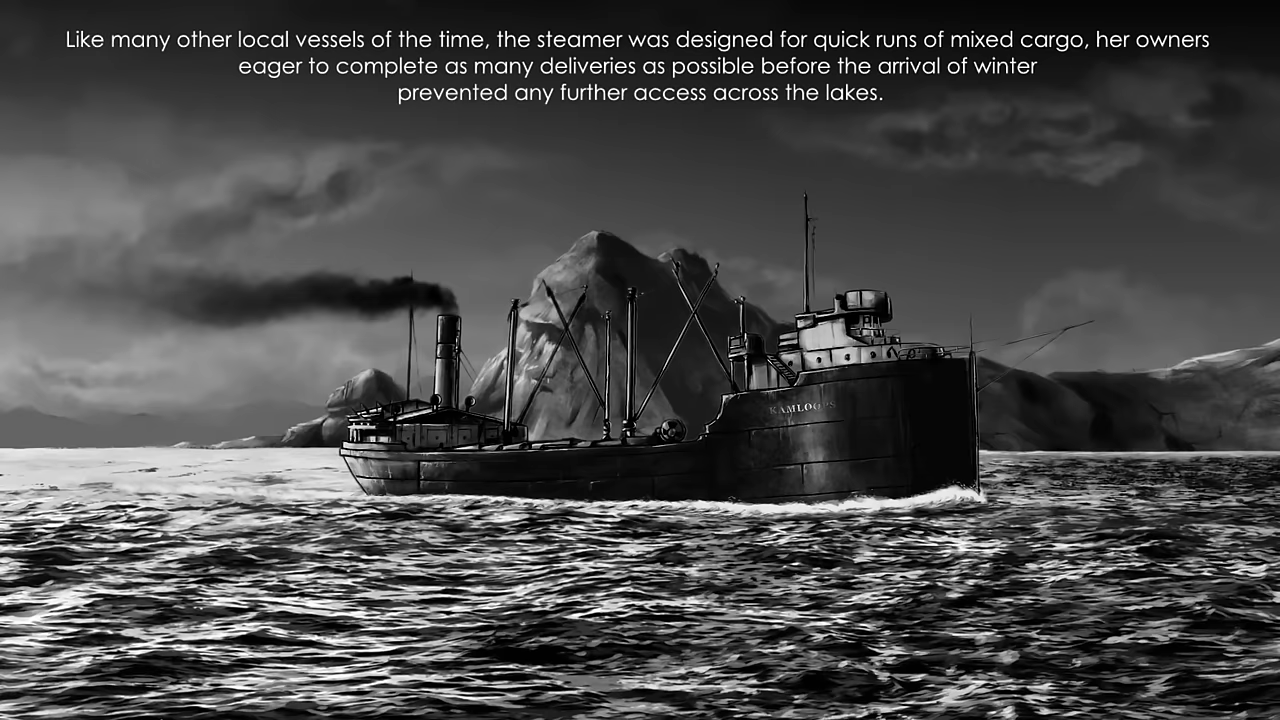 Like many other local vessels of the time, the steamer was designed for quick runs of mixed cargo, her owners
eager to complete as many deliveries as possible before the arrival of winter
prevented any further access across the lakes.
KAMLOOPS